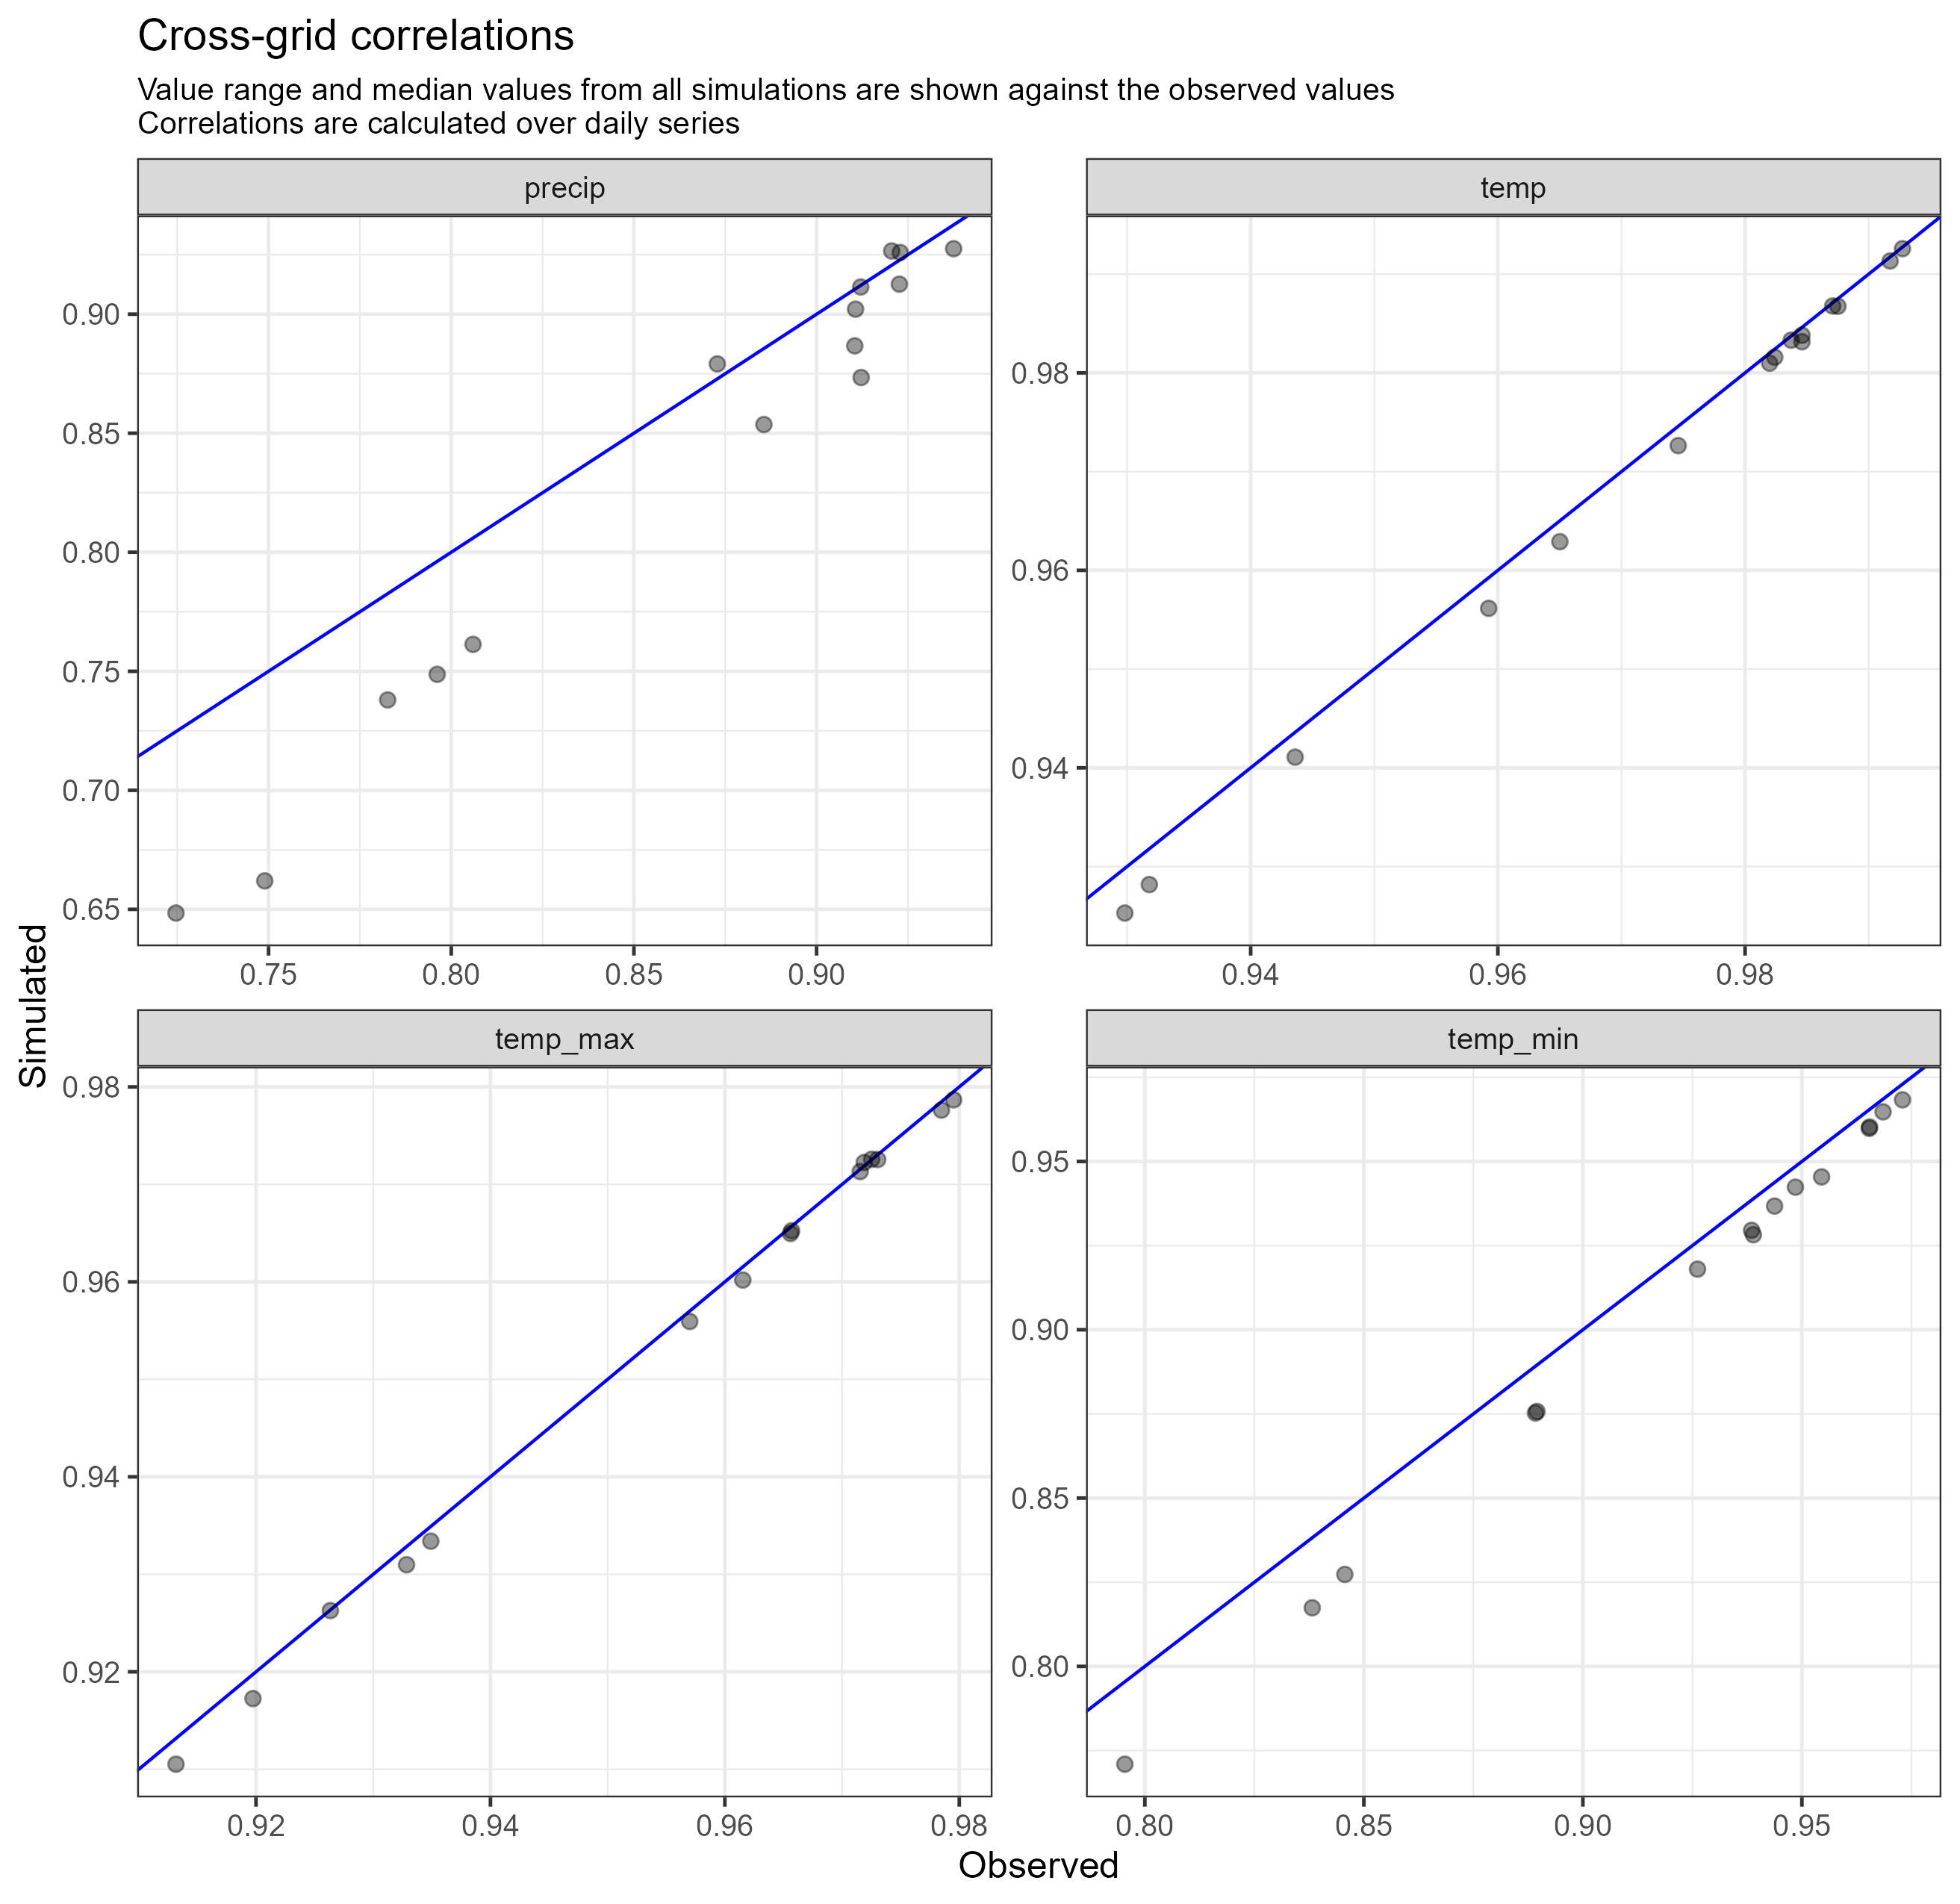 Cross-grid correlations
Value range and median values from all simulations are shown against the observed values
Correlations are calculated over daily series
precip
temp
0.90
0.85
0.80
0.75
0.70
0.65
0.98
0.96
0.94
0.75 0.80 0.85 0.90
0.94 0.96 0.98
Simulated
temp_max
temp_min
0.98
0.96
0.94
0.92
0.95
0.90
0.85
0.80
0.92 0.94 0.96 0.98
0.80 0.85 0.90 0.95
Observed